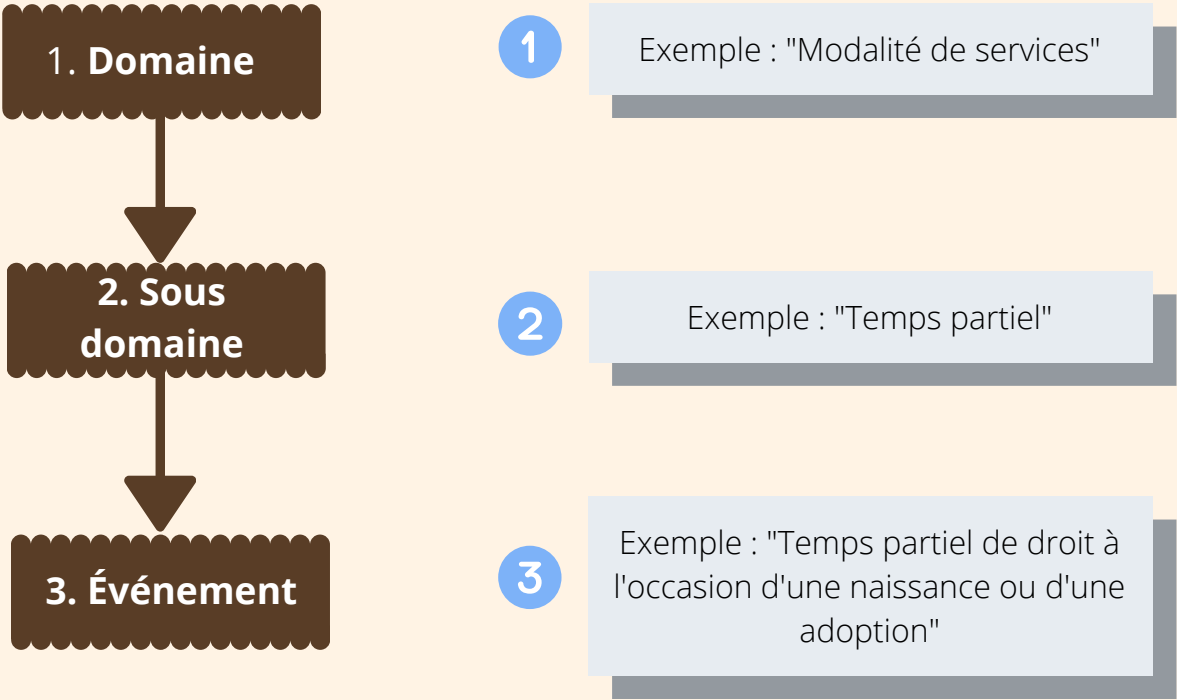 1. Domaine
1
Exemple : "Modalité de services"
2. Sous
domaine
2
Exemple : "Temps partiel"
3. Événement
3
Exemple : "Temps partiel de droit à
l'occasion d'une naissance ou d'une
adoption"